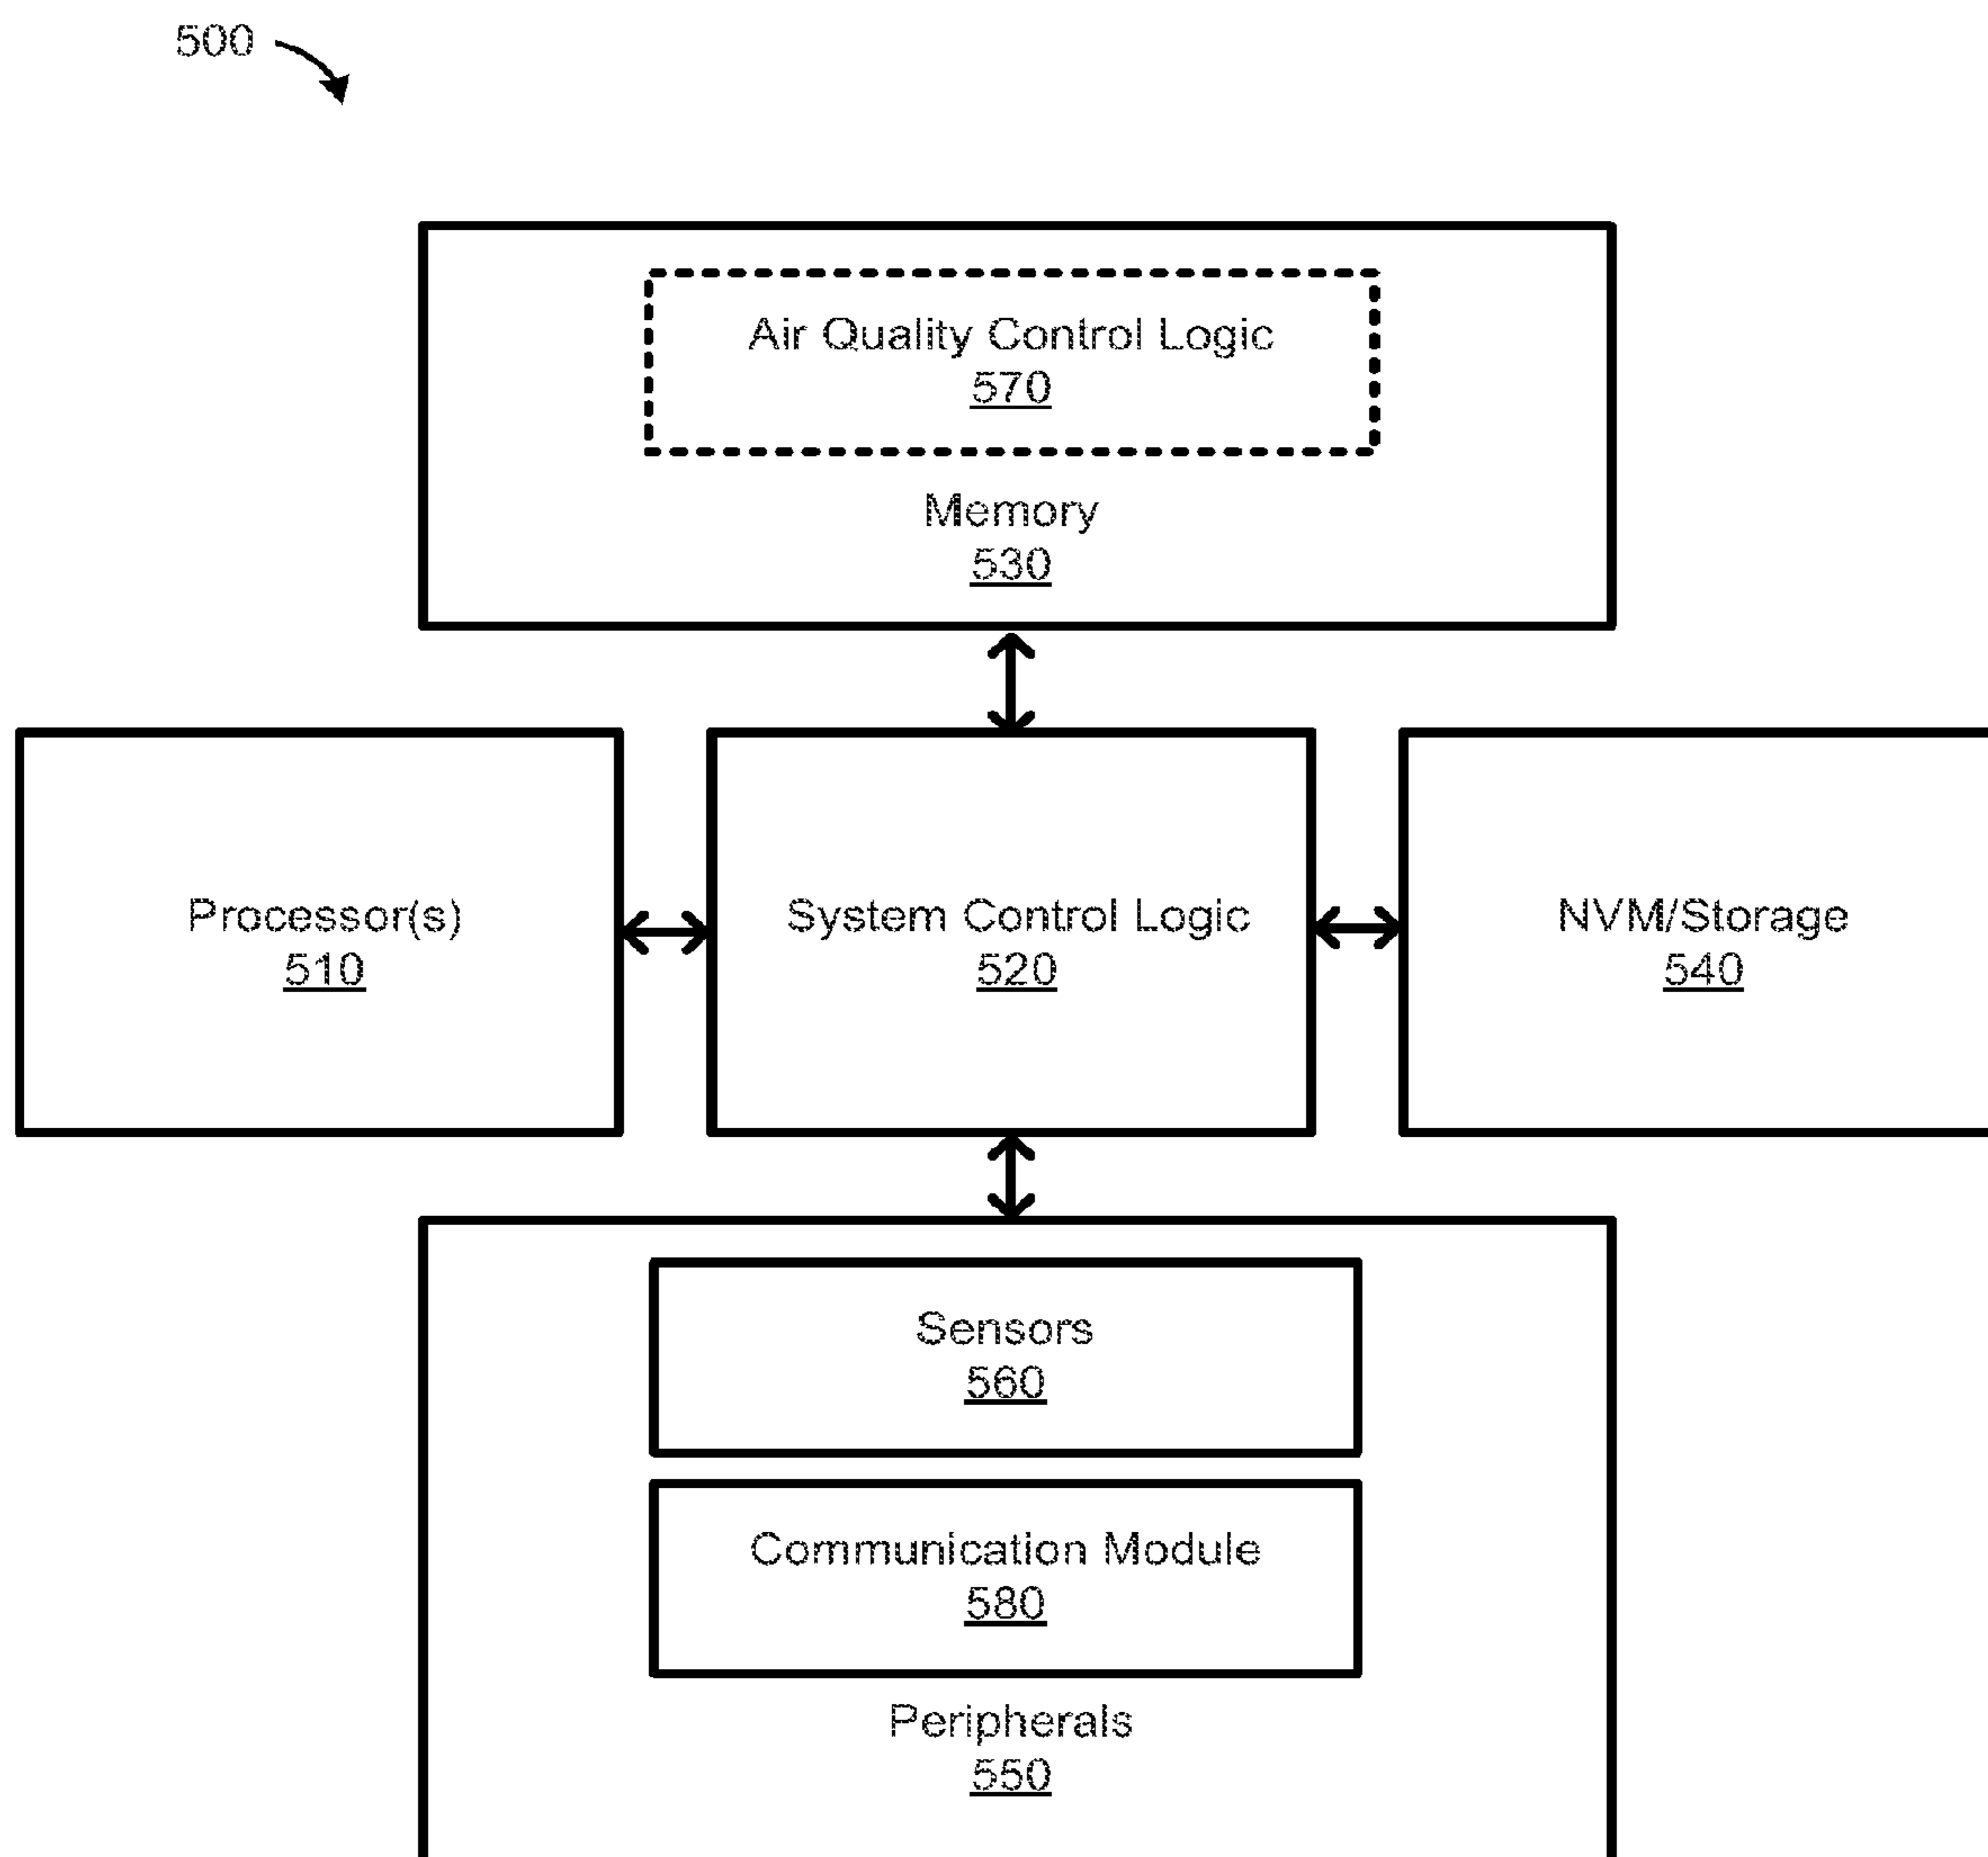 500
Air Quality Control Logic
570
Memory
530
Processor(s)
510
System Control Logic
520
NVM/Storage
540
Sensors
560
Communication Module
580
Peripherals
550